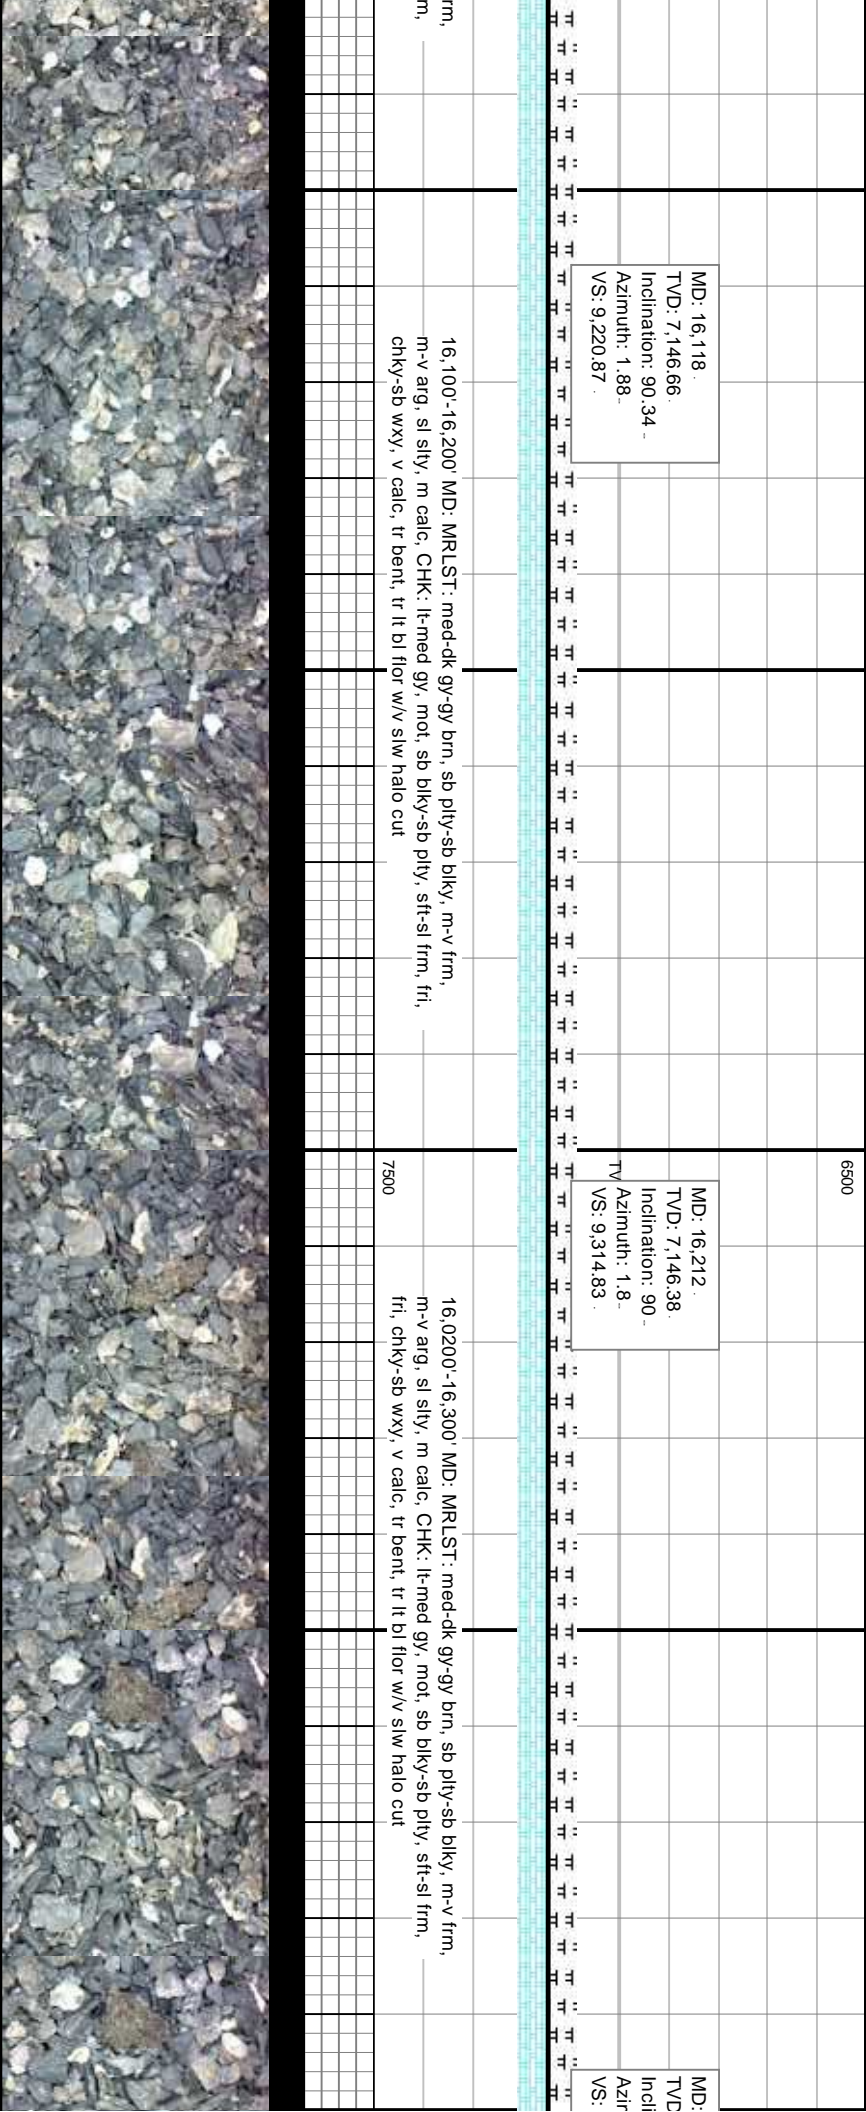 rm,
m,
MD: 16,118
TVD: 7,146.66
Inclination: 90.34
Azimuth: 1.88
VS: 9,220.87
16,100'-16,200' MD: MRLST: med-dk gy-gy brn, sb plty-sb blky, m-v frm,
m-v arg, sl slty, m calc, CHK: lt-med gy, mot, sb blky-sb plty, sft-sl frm, fri,
chky-sb wxy, v calc, tr bent, tr lt bl flor w/v slw halo cut
6500
TV
7500
MD: 16,212
TVD: 7,146.38
Inclination: 90
Azimuth: 1.8
VS: 9,314.83
16,0200'-16,300' MD: MRLST: med-dk gy-gy brn, sb plty-sb blky, m-v frm,
m-v arg, sl slty, m calc, CHK: lt-med gy, mot, sb blky-sb plty, sft-sl frm,
fri, chky-sb wxy, v calc, tr bent, tr lt bl flor w/v slw halo cut
MD:
TVD
Incli
Azir
VS: